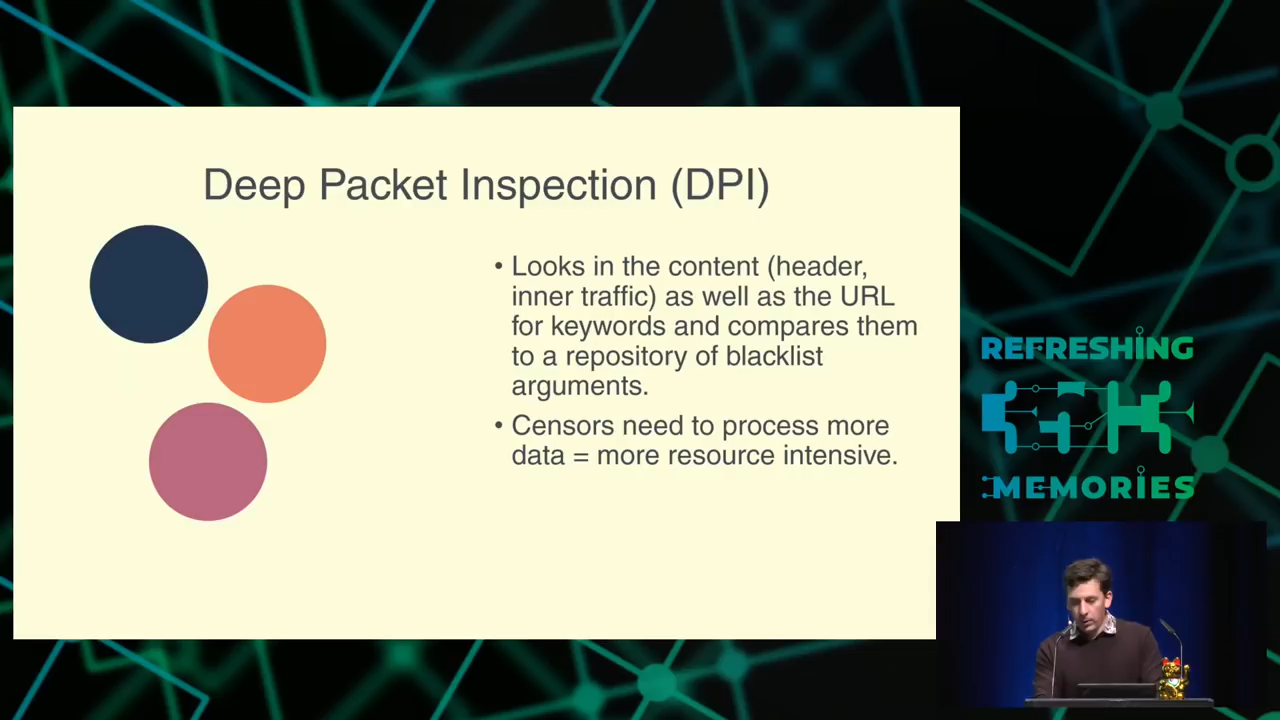 Deep Packet Inspection (DPI)
• Looks in the content (header,
inner traffic) as well as the URL
for keywords and compares them
to a repository of blacklist
arguments.
• Censors need to process more
data = more resource intensive.
REFRESHING
35C3
MEMORIES